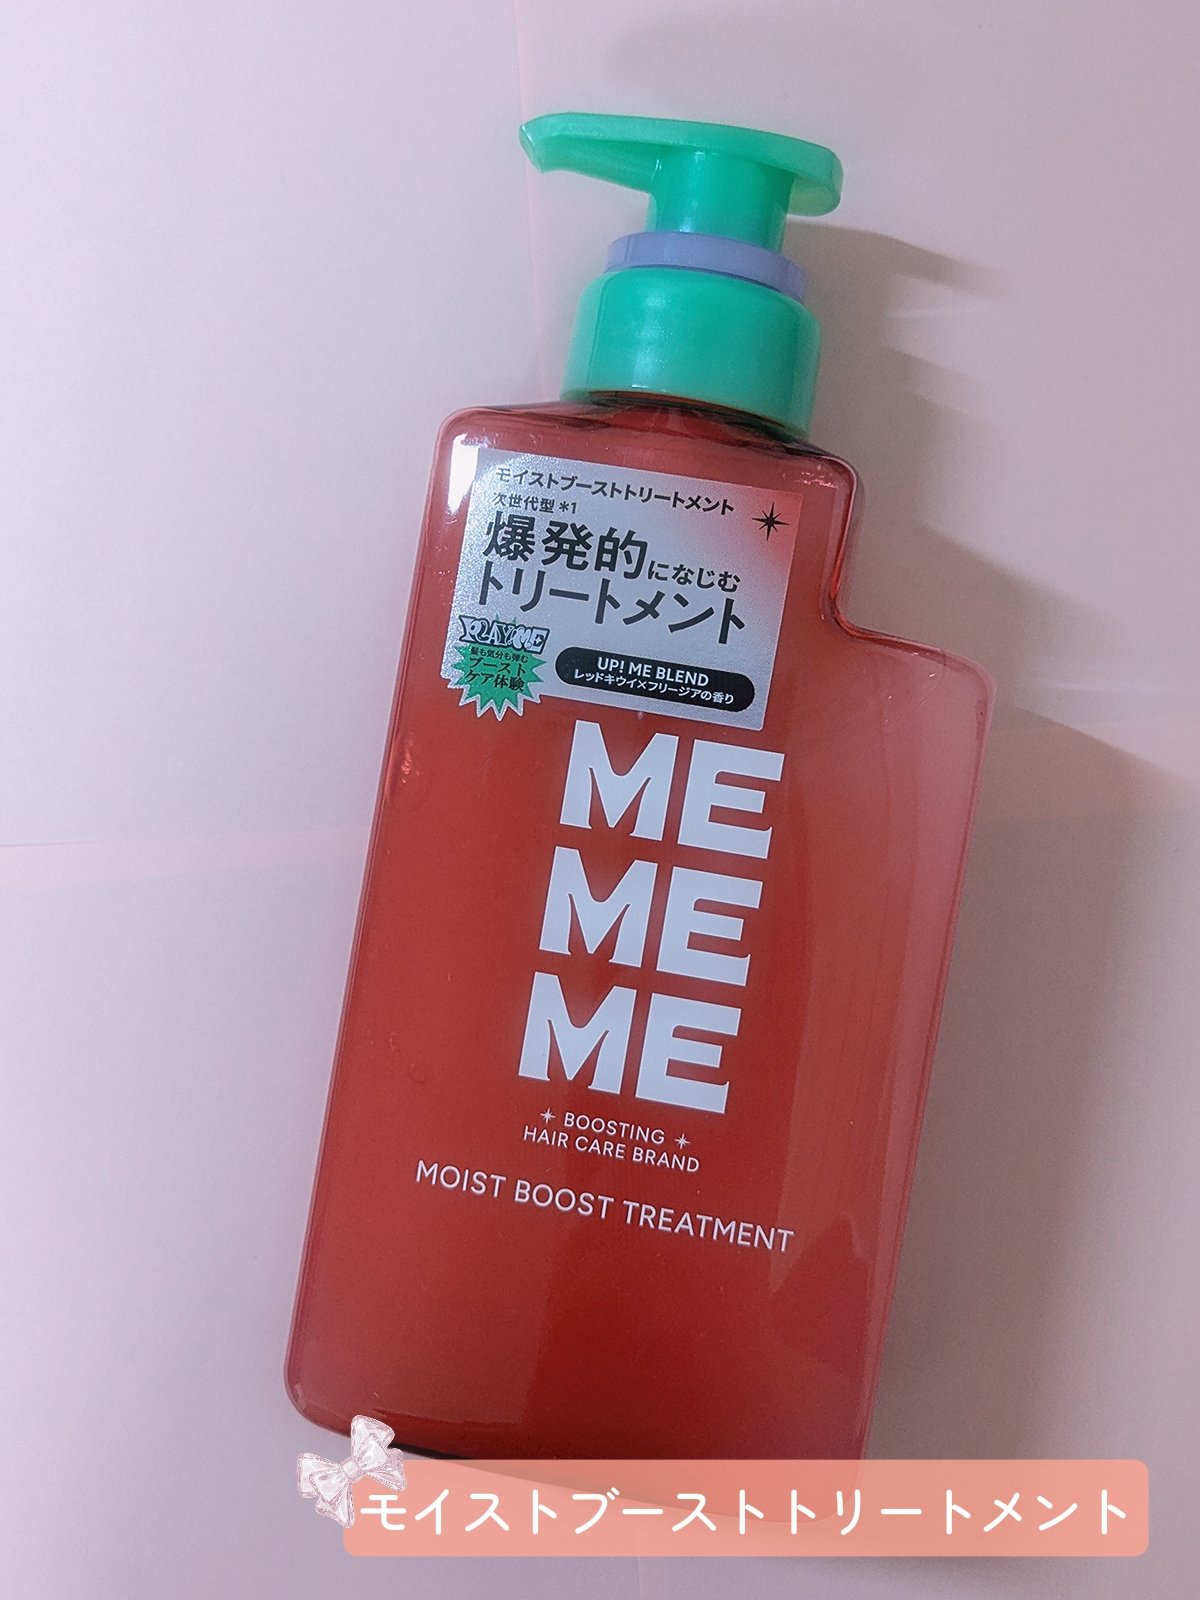 モイストブーストトリートメント
次世代型 *1
爆発的になじむ
トリートメント
PLAY ME
髪も気分も弾む
ブースト
ケア体験
UP! ME BLEND
レッドキウイ×フリージアの香り
ME
ME
ME
BOOSTING
HAIR CARE BRAND
MOIST BOOST TREATMENT
モイストブーストトリートメント